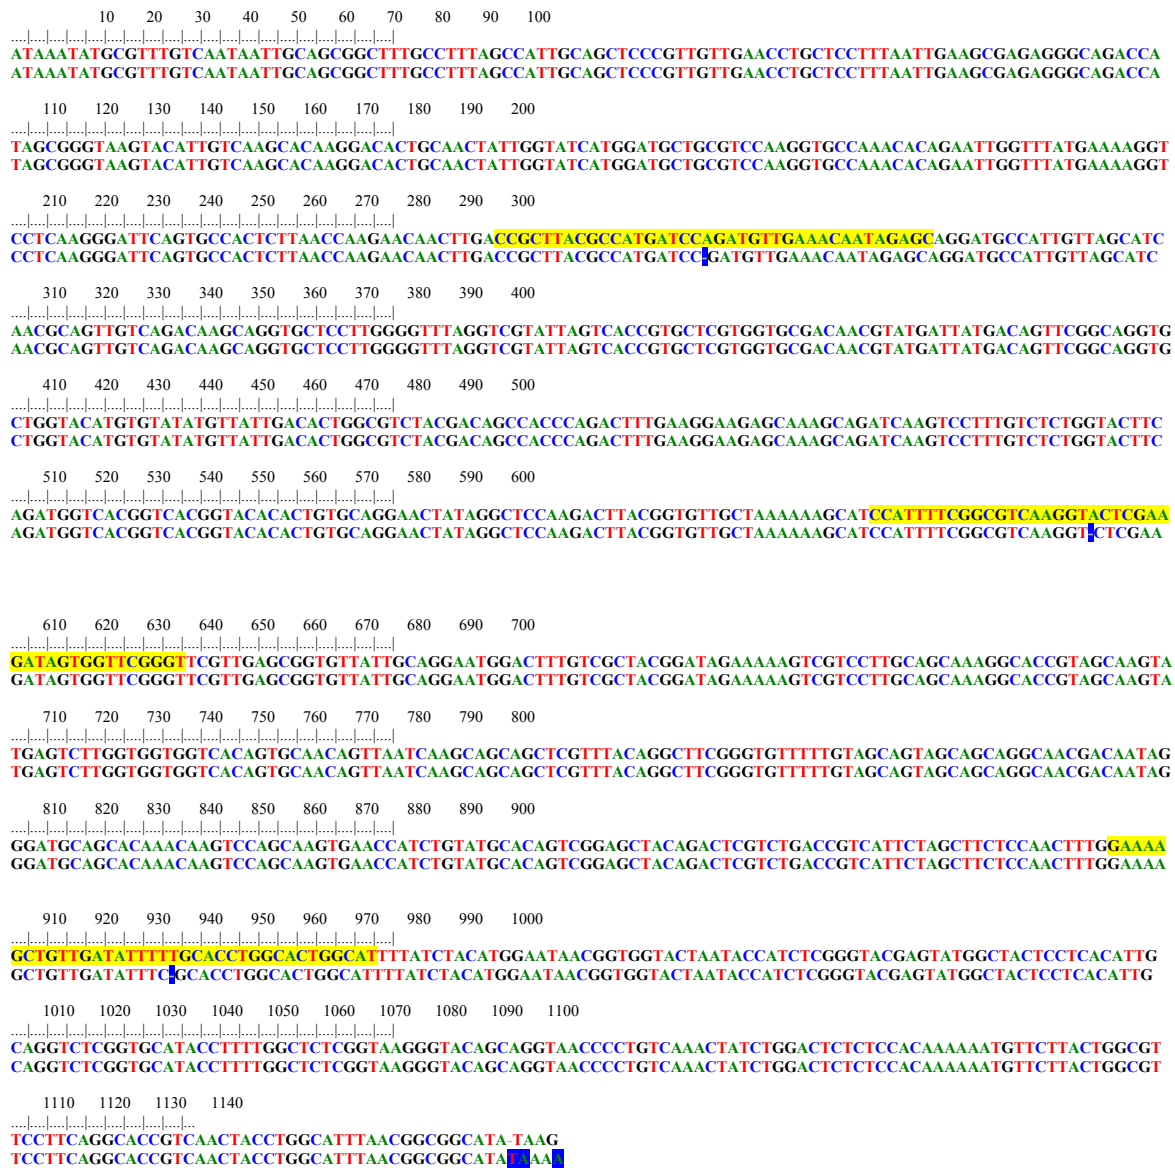 10 20 30 40 50 60 70 80 90 100
....|....|....|....|....|....|....|....|....|....|....|....|....|....|....|....|....|....|....|....|
ATAAATATGCGTTTGTCAATAATTGCAGCGGCTTTGCCTTTAGCCATTGCAGCTCCCGTTGTTGAACCTGCTCCTTTAATTGAAGCGAGAGGGCAGACCA
ATAAATATGCGTTTGTCAATAATTGCAGCGGCTTTGCCTTTAGCCATTGCAGCTCCCGTTGTTGAACCTGCTCCTTTAATTGAAGCGAGAGGGCAGACCA
110 120 130 140 150 160 170 180 190 200
....|....|....|....|....|....|....|....|....|....|....|....|....|....|....|....|....|....|....|....|
TAGCGGGTAAGTACATTGTCAAGCACAAGGACACTGCAACTATTGGTATCATGGATGCTGCGTCCAAGGTGCCAAACACAGAATTGGTTTATGAAAAGGT
TAGCGGGTAAGTACATTGTCAAGCACAAGGACACTGCAACTATTGGTATCATGGATGCTGCGTCCAAGGTGCCAAACACAGAATTGGTTTATGAAAAGGT
210 220 230 240 250 260 270 280 290 300
....|....|....|....|....|....|....|....|....|....|....|....|....|....|....|....|....|....|....|....|
CCTCAAGGGATTCAGTGCCACTCTTAACCAAGAACAACTTGACCGCTTACGCCATGATCCAGATGTTGAAACAATAGAGCAGGATGCCATTGTTAGCATC
CCTCAAGGGATTCAGTGCCACTCTTAACCAAGAACAACTTGACCGCTTACGCCATGATCC-GATGTTGAAACAATAGAGCAGGATGCCATTGTTAGCATC
310 320 330 340 350 360 370 380 390 400
....|....|....|....|....|....|....|....|....|....|....|....|....|....|....|....|....|....|....|....|
AACGCAGTTGTCAGACAAGCAGGTGCTCCTTGGGGTTTAGGTCGTATTAGTCACCGTGCTCGTGGTGCGACAACGTATGATTATGACAGTTCGGCAGGTG
AACGCAGTTGTCAGACAAGCAGGTGCTCCTTGGGGTTTAGGTCGTATTAGTCACCGTGCTCGTGGTGCGACAACGTATGATTATGACAGTTCGGCAGGTG
410 420 430 440 450 460 470 480 490 500
....|....|....|....|....|....|....|....|....|....|....|....|....|....|....|....|....|....|....|....|
CTGGTACATGTGTATATGTTATTGACACTGGCGTCTACGACAGCCACCCAGACTTTGAAGGAAGAGCAAAGCAGATCAAGTCCTTTGTCTCTGGTACTTC
CTGGTACATGTGTATATGTTATTGACACTGGCGTCTACGACAGCCACCCAGACTTTGAAGGAAGAGCAAAGCAGATCAAGTCCTTTGTCTCTGGTACTTC
510 520 530 540 550 560 570 580 590 600
....|....|....|....|....|....|....|....|....|....|....|....|....|....|....|....|....|....|....|....|
AGATGGTCACGGTCACGGTACACACTGTGCAGGAACTATAGGCTCCAAGACTTACGGTGTTGCTAAAAAAGCATCCATTTTCGGCGTCAAGGTACTCGAA
AGATGGTCACGGTCACGGTACACACTGTGCAGGAACTATAGGCTCCAAGACTTACGGTGTTGCTAAAAAAGCATCCATTTTCGGCGTCAAGGT-CTCGAA
610 620 630 640 650 660 670 680 690 700
....|....|....|....|....|....|....|....|....|....|....|....|....|....|....|....|....|....|....|....|
GATAGTGGTTCGGGTTCGTTGAGCGGTGTTATTGCAGGAATGGACTTTGTCGCTACGGATAGAAAAAGTCGTCCTTGCAGCAAAGGCACCGTAGCAAGTA
GATAGTGGTTCGGGTTCGTTGAGCGGTGTTATTGCAGGAATGGACTTTGTCGCTACGGATAGAAAAAGTCGTCCTTGCAGCAAAGGCACCGTAGCAAGTA
710 720 730 740 750 760 770 780 790 800
....|....|....|....|....|....|....|....|....|....|....|....|....|....|....|....|....|....|....|....|
TGAGTCTTGGTGGTGGTCACAGTGCAACAGTTAATCAAGCAGCAGCTCGTTTACAGGCTTCGGGTGTTTTTGTAGCAGTAGCAGCAGGCAACGACAATAG
TGAGTCTTGGTGGTGGTCACAGTGCAACAGTTAATCAAGCAGCAGCTCGTTTACAGGCTTCGGGTGTTTTTGTAGCAGTAGCAGCAGGCAACGACAATAG
810 820 830 840 850 860 870 880 890 900
....|....|....|....|....|....|....|....|....|....|....|....|....|....|....|....|....|....|....|....|
GGATGCAGCACAAACAAGTCCAGCAAGTGAACCATCTGTATGCACAGTCGGAGCTACAGACTCGTCTGACCGTCATTCTAGCTTCTCCAACTTTGGAAAA
GGATGCAGCACAAACAAGTCCAGCAAGTGAACCATCTGTATGCACAGTCGGAGCTACAGACTCGTCTGACCGTCATTCTAGCTTCTCCAACTTTGGAAAA
910 920 930 940 950 960 970 980 990 1000
....|....|....|....|....|....|....|....|....|....|....|....|....|....|....|....|....|....|....|....|
GCTGTTGATATTTTTGCACCTGGCACTGGCATTTTATCTACATGGAATAACGGTGGTACTAATACCATCTCGGGTACGAGTATGGCTACTCCTCACATTG
GCTGTTGATATTTC-GCACCTGGCACTGGCATTTTATCTACATGGAATAACGGTGGTACTAATACCATCTCGGGTACGAGTATGGCTACTCCTCACATTG
1010 1020 1030 1040 1050 1060 1070 1080 1090 1100
....|....|....|....|....|....|....|....|....|....|....|....|....|....|....|....|....|....|....|....|
CAGGTCTCGGTGCATACCTTTTGGCTCTCGGTAAGGGTACAGCAGGTAACCCCTGTCAAACTATCTGGACTCTCTCCACAAAAAATGTTCTTACTGGCGT
CAGGTCTCGGTGCATACCTTTTGGCTCTCGGTAAGGGTACAGCAGGTAACCCCTGTCAAACTATCTGGACTCTCTCCACAAAAAATGTTCTTACTGGCGT
1110 1120 1130 1140
....|....|....|....|....|....|....|....|....|...
TCCTTCAGGCACCGTCAACTACCTGGCATTTAACGGCGGCATA-TAAG
TCCTTCAGGCACCGTCAACTACCTGGCATTTAACGGCGGCATATAAAA